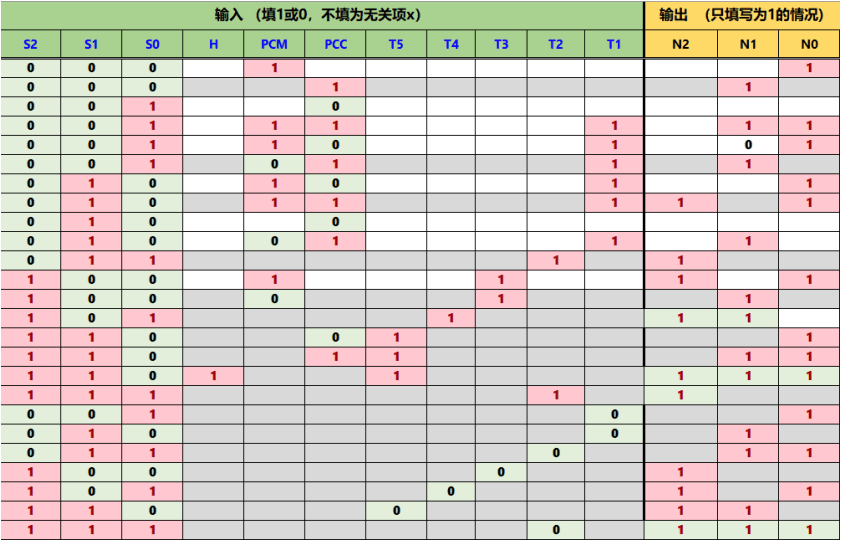 输入 （填1或0，不填为无关项x） 输出 （只填写为1的情况)
S2 S1 S0 H PCM PCC T5 T4 T3 T2 T1 N2 N1 N0
0 0 0 1 1
0 0 0 1 1
0 0 1 0
0 0 1 1 1 1 1 1
0 0 1 1 0 1 0 1
0 0 1 0 1 1 1
0 1 0 1 0 1 1
0 1 0 1 1 1 1 1
0 1 0 0
0 1 0 0 1 1 1
0 1 1 1 1
1 0 0 1 1 1 1
1 0 0 0 1 1
1 0 1 1 1 1
1 1 0 0 1 1
1 1 0 1 1 1 1
1 1 0 1 1 1 1 1
1 1 1 1 1
0 0 1 0 1
0 1 0 0 1
0 1 1 0 1 1
1 0 0 0 1
1 0 1 0 1 1
1 1 0 0 1 1
1 1 1 0 1 1 1